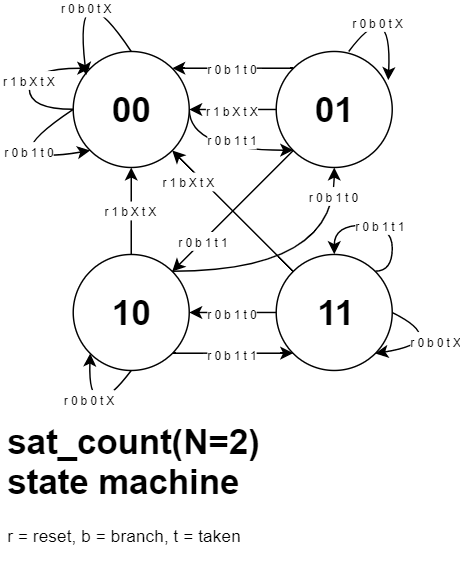 r0b0tX
r0b0tX
r0b1t0
r1bXtX
00
r1bXtX
01
r0b1t1
r0b1t0
r1bXtX
r0b1t0
r1bXtX
r0b1t1
r0b1t1
10
r0b1t0
11
r0b0tX
r0b1t1
r0b0tX
sat_count(N=2)
state machine
r = reset, b = branch, t = taken